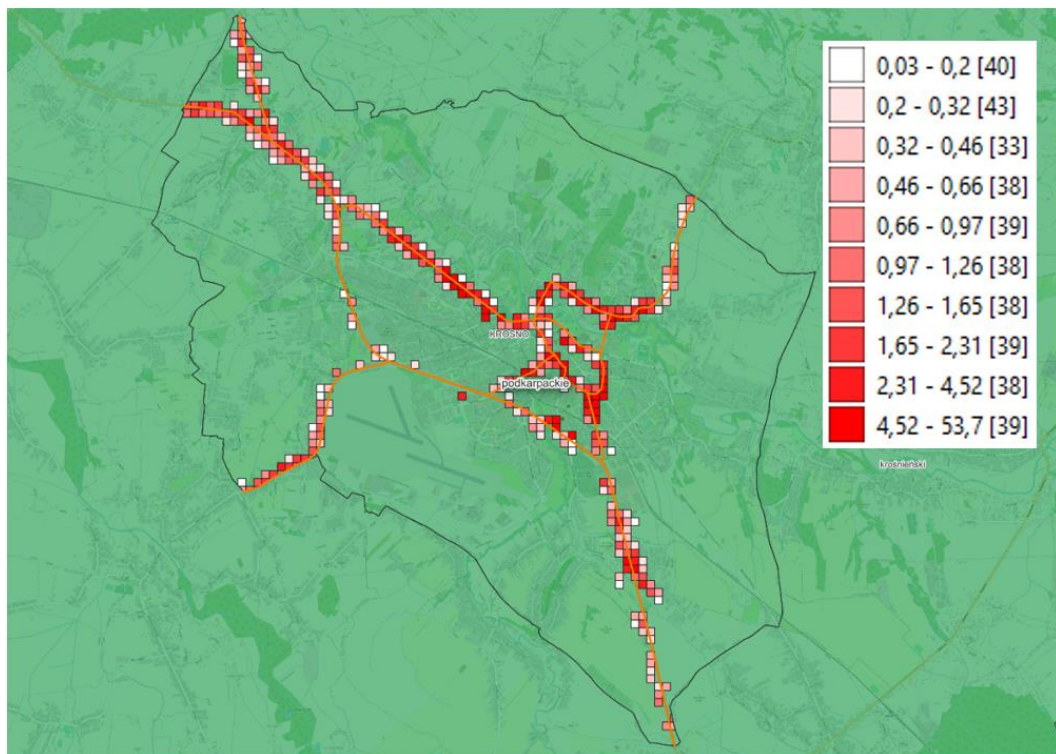 0,03 - 0,2 [40]
0,2 - 0,32 [43]
0,32 - 0,46 [33]
0,46 - 0,66 [38]
0,66 - 0,97 [39]
0,97 - 1,26 [38]
1,26 - 1,65 [38]
1,65 - 2,31 [39]
2,31 - 4,52 [38]
4,52 - 53,7 [39]
KROSNO
podkarpackie
krośnieński